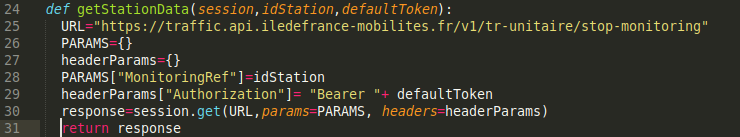 24 def getStationData(session,idStation,defaultToken):
25 URL="https://traffic.api.iledefrance-mobilites.fr/v1/tr-unitaire/stop-monitoring"
26 PARAMS={}
27 headerParams={}
28 PARAMS["MonitoringRef"]=idStation
29 headerParams["Authorization"]= "Bearer "+ defaultToken
30 response=session.get(URL,params=PARAMS, headers=headerParams)
31 return response